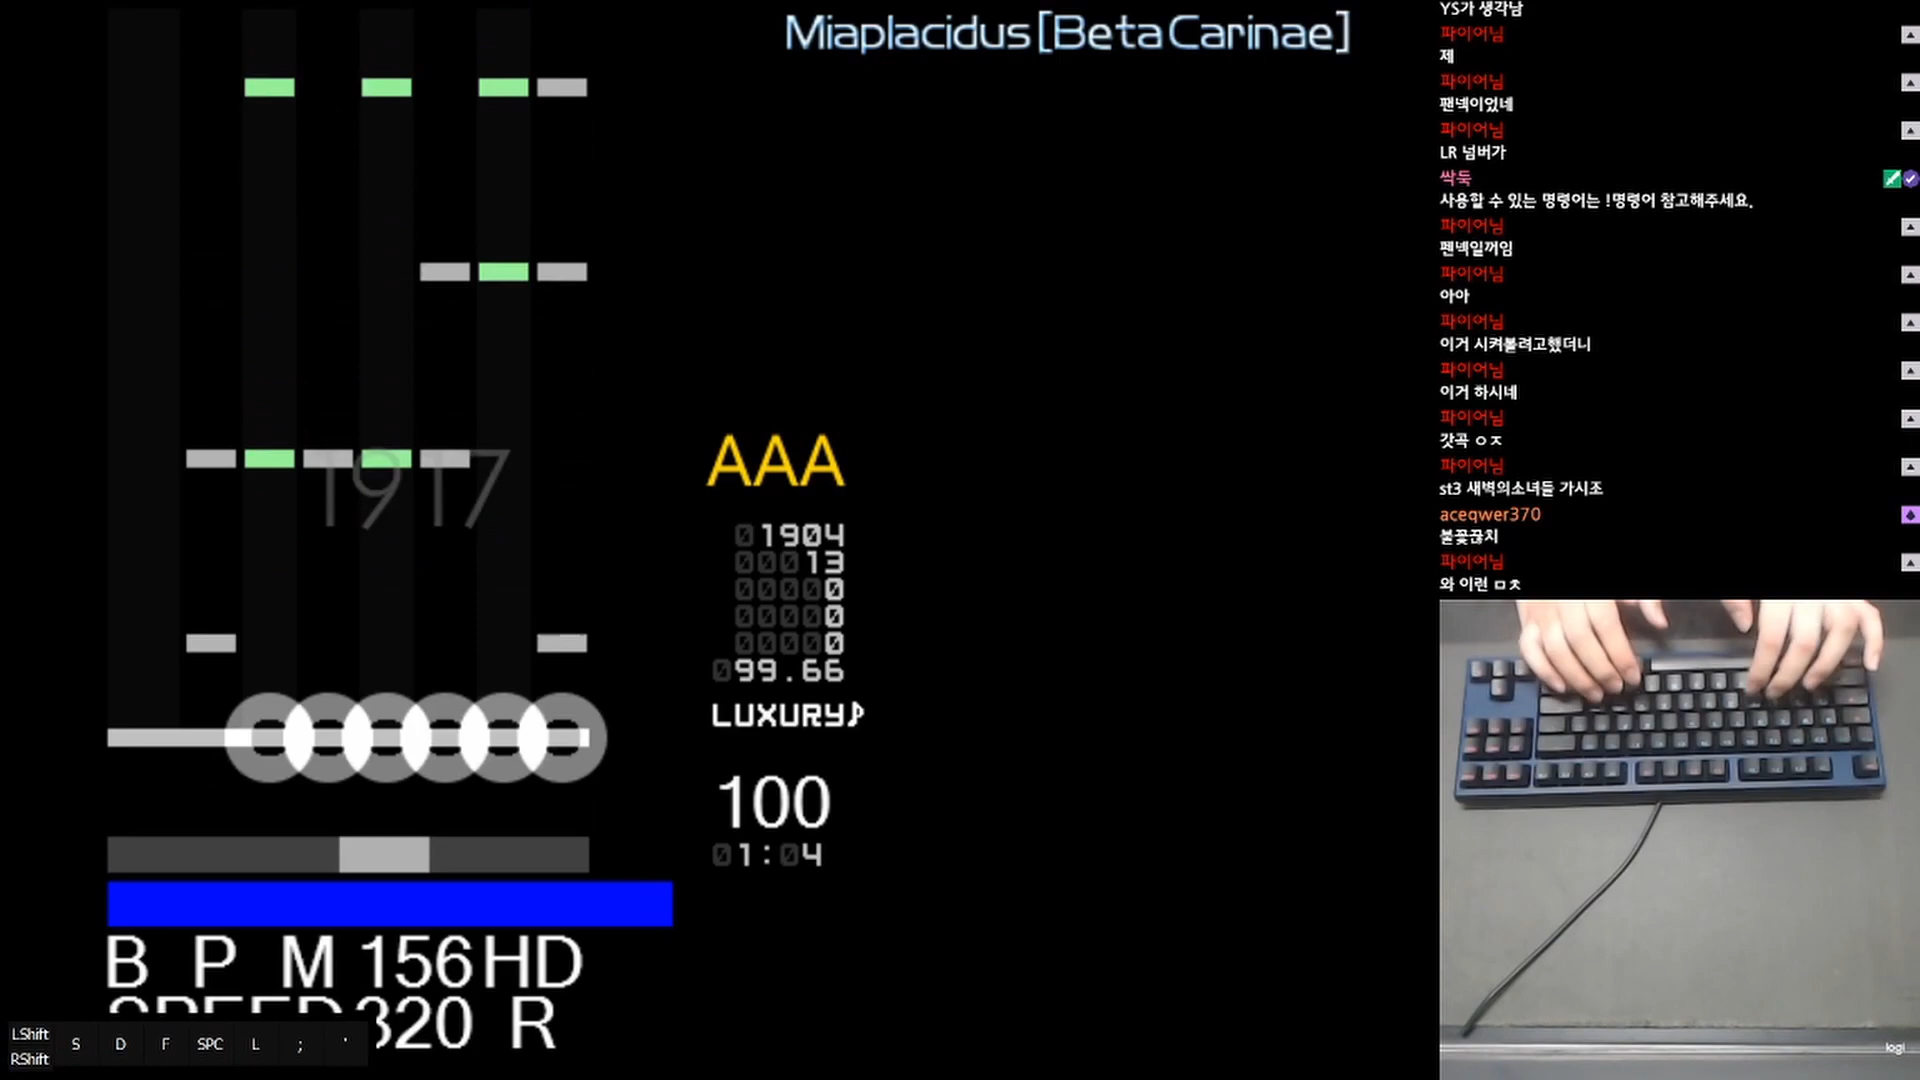 Miaplacidus [Beta Carinae]
1917
AAA
01904
00013
00000
00000
00000
099.66
LUXURY♪
100
01:04
B P M 156 HD
SPEED 320 R
LShift
RShift
S D F SPC L ; '
YS가 생각남
파이어님
제
파이어님
팬넥이었네
파이어님
LR 넘버가
싹둑
사용할 수 있는 명령어는 !명령어 참고해주세요.
파이어님
펜넥일꺼임
파이어님
아아
파이어님
이거 시켜볼려고했더니
파이어님
이거 하시네
파이어님
갓곡 ㅇㅈ
파이어님
st3 새벽의소녀들 가시조
aceqwer370
불꽃끊치
파이어님
와 이런 ㅁㅊ
logi